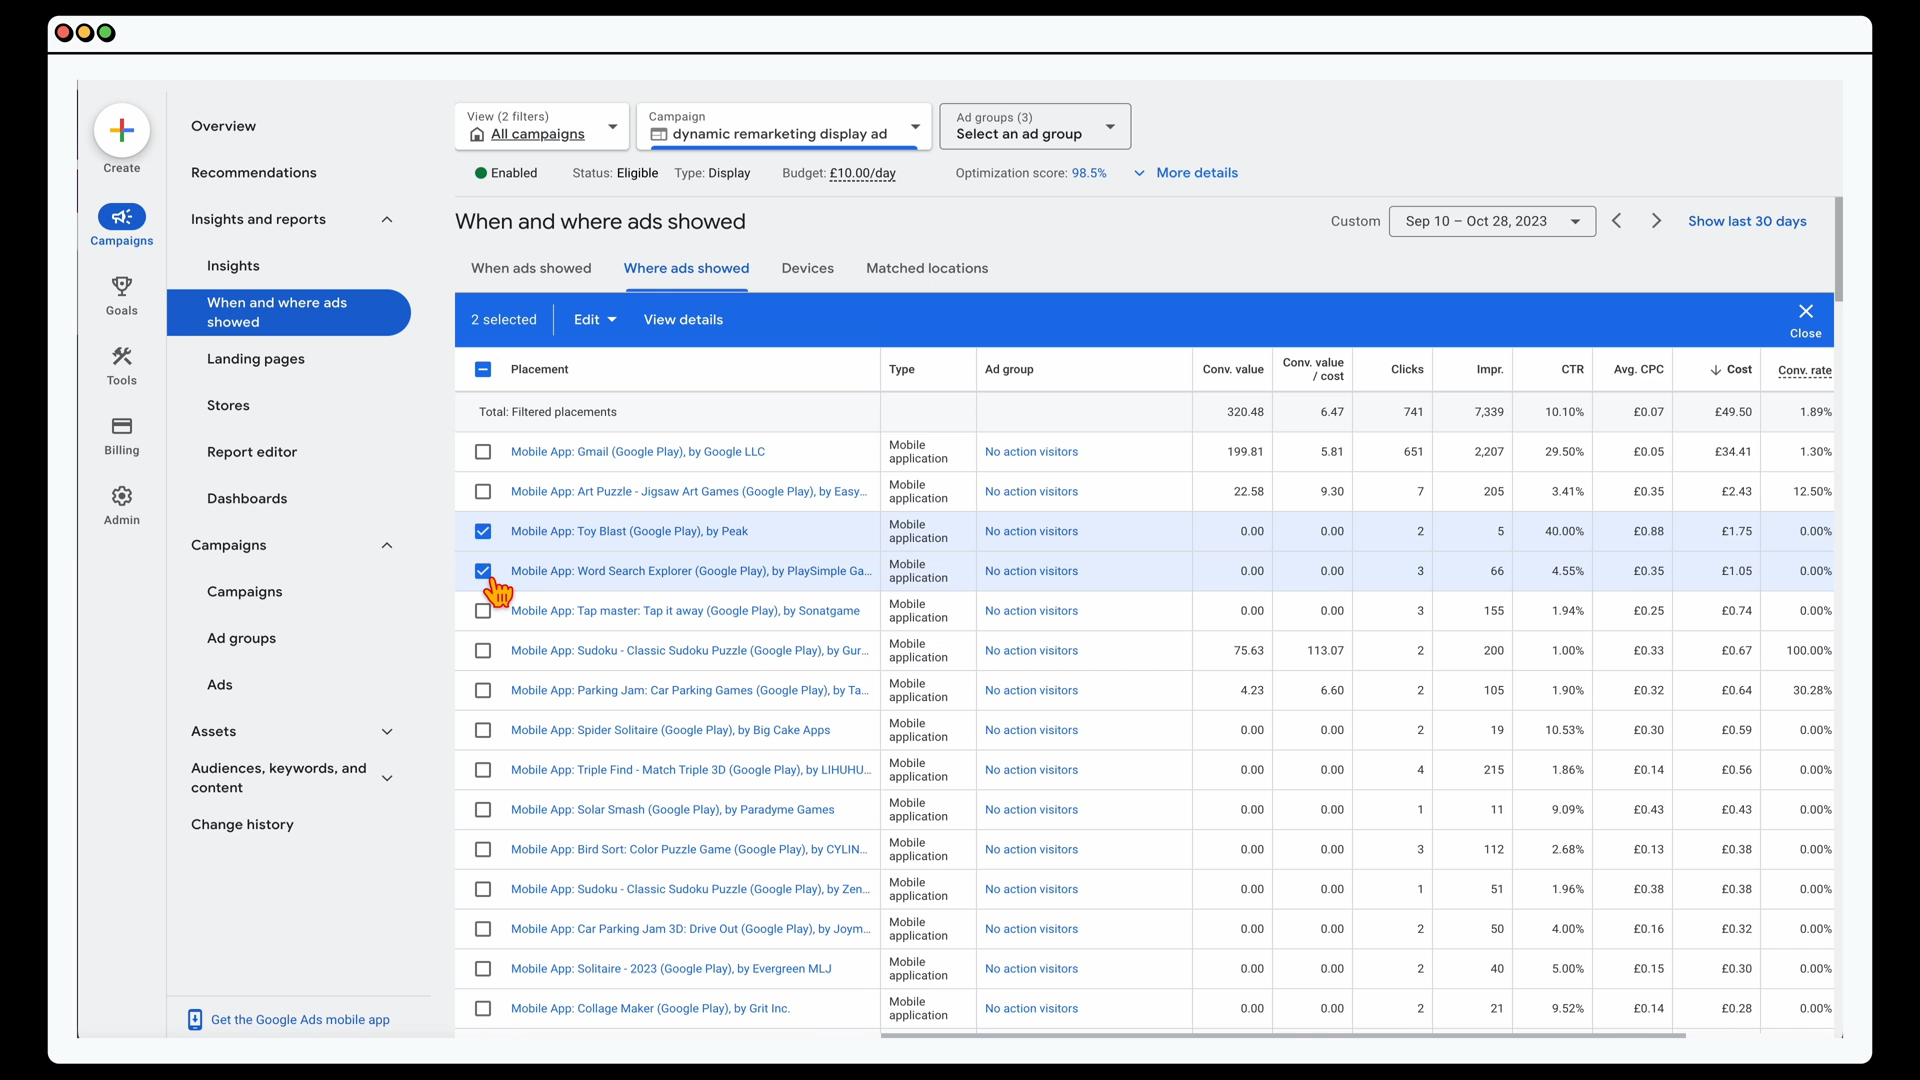 Create
Campaigns
Goals
Tools
Billing
Admin
Overview
Recommendations
Insights and reports
Insights
When and where ads
showed
Landing pages
Stores
Report editor
Dashboards
Campaigns
Campaigns
Ad groups
Ads
Assets
Audiences, keywords, and
content
Change history
Get the Google Ads mobile app
View (2 filters)
All campaigns
Campaign
dynamic remarketing display ad
Ad groups (3)
Select an ad group
Enabled Status: Eligible Type: Display Budget: £10.00/day Optimization score: 98.5% More details
When and where ads showed
Custom Sep 10 – Oct 28, 2023 Show last 30 days
When ads showed Where ads showed Devices Matched locations
2 selected Edit View details Close
Placement Type Ad group Conv. value Conv. value / cost Clicks Impr. CTR Avg. CPC Cost Conv. rate
Total: Filtered placements 320.48 6.47 741 7,339 10.10% £0.07 £49.50 1.89%
Mobile App: Gmail (Google Play), by Google LLC Mobile application No action visitors 199.81 5.81 651 2,207 29.50% £0.05 £34.41 1.30%
Mobile App: Art Puzzle - Jigsaw Art Games (Google Play), by Easy... Mobile application No action visitors 22.58 9.30 7 205 3.41% £0.35 £2.43 12.50%
Mobile App: Toy Blast (Google Play), by Peak Mobile application No action visitors 0.00 0.00 2 5 40.00% £0.88 £1.75 0.00%
Mobile App: Word Search Explorer (Google Play), by PlaySimple Ga... Mobile application No action visitors 0.00 0.00 3 66 4.55% £0.35 £1.05 0.00%
Mobile App: Tap master: Tap it away (Google Play), by Sonatgame Mobile application No action visitors 0.00 0.00 3 155 1.94% £0.25 £0.74 0.00%
Mobile App: Sudoku - Classic Sudoku Puzzle (Google Play), by Gur... Mobile application No action visitors 75.63 113.07 2 200 1.00% £0.33 £0.67 100.00%
Mobile App: Parking Jam: Car Parking Games (Google Play), by Ta... Mobile application No action visitors 4.23 6.60 2 105 1.90% £0.32 £0.64 30.28%
Mobile App: Spider Solitaire (Google Play), by Big Cake Apps Mobile application No action visitors 0.00 0.00 2 19 10.53% £0.30 £0.59 0.00%
Mobile App: Triple Find - Match Triple 3D (Google Play), by LIHUHU... Mobile application No action visitors 0.00 0.00 4 215 1.86% £0.14 £0.56 0.00%
Mobile App: Solar Smash (Google Play), by Paradyme Games Mobile application No action visitors 0.00 0.00 1 11 9.09% £0.43 £0.43 0.00%
Mobile App: Bird Sort: Color Puzzle Game (Google Play), by CYLIN... Mobile application No action visitors 0.00 0.00 3 112 2.68% £0.13 £0.38 0.00%
Mobile App: Sudoku - Classic Sudoku Puzzle (Google Play), by Zen... Mobile application No action visitors 0.00 0.00 1 51 1.96% £0.38 £0.38 0.00%
Mobile App: Car Parking Jam 3D: Drive Out (Google Play), by Joym... Mobile application No action visitors 0.00 0.00 2 50 4.00% £0.16 £0.32 0.00%
Mobile App: Solitaire - 2023 (Google Play), by Evergreen MLJ Mobile application No action visitors 0.00 0.00 2 40 5.00% £0.15 £0.30 0.00%
Mobile App: Collage Maker (Google Play), by Grit Inc. Mobile application No action visitors 0.00 0.00 2 21 9.52% £0.14 £0.28 0.00%